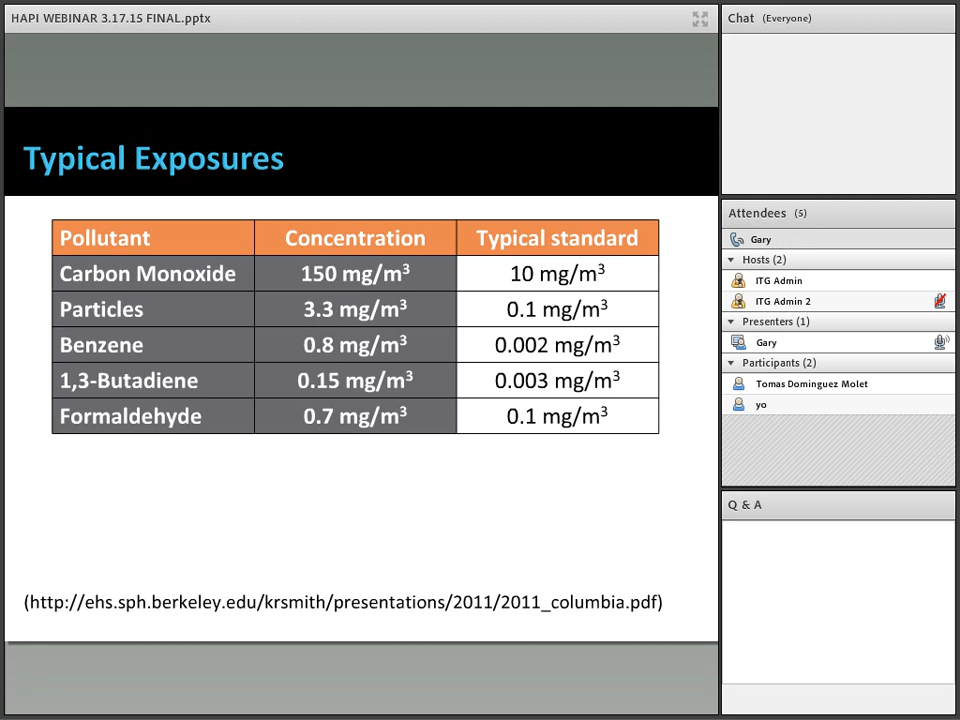 HAPI WEBINAR 3.17.15 FINAL.pptx
Typical Exposures
Pollutant Concentration Typical standard
Carbon Monoxide 150 mg/m³ 10 mg/m³
Particles 3.3 mg/m³ 0.1 mg/m³
Benzene 0.8 mg/m³ 0.002 mg/m³
1,3-Butadiene 0.15 mg/m³ 0.003 mg/m³
Formaldehyde 0.7 mg/m³ 0.1 mg/m³
(http://ehs.sph.berkeley.edu/krsmith/presentations/2011/2011_columbia.pdf)
Chat (Everyone)
Attendees (5)
Gary
Hosts (2)
ITG Admin
ITG Admin 2
Presenters (1)
Gary
Participants (2)
Tomas Dominguez Molet
yo
Q & A